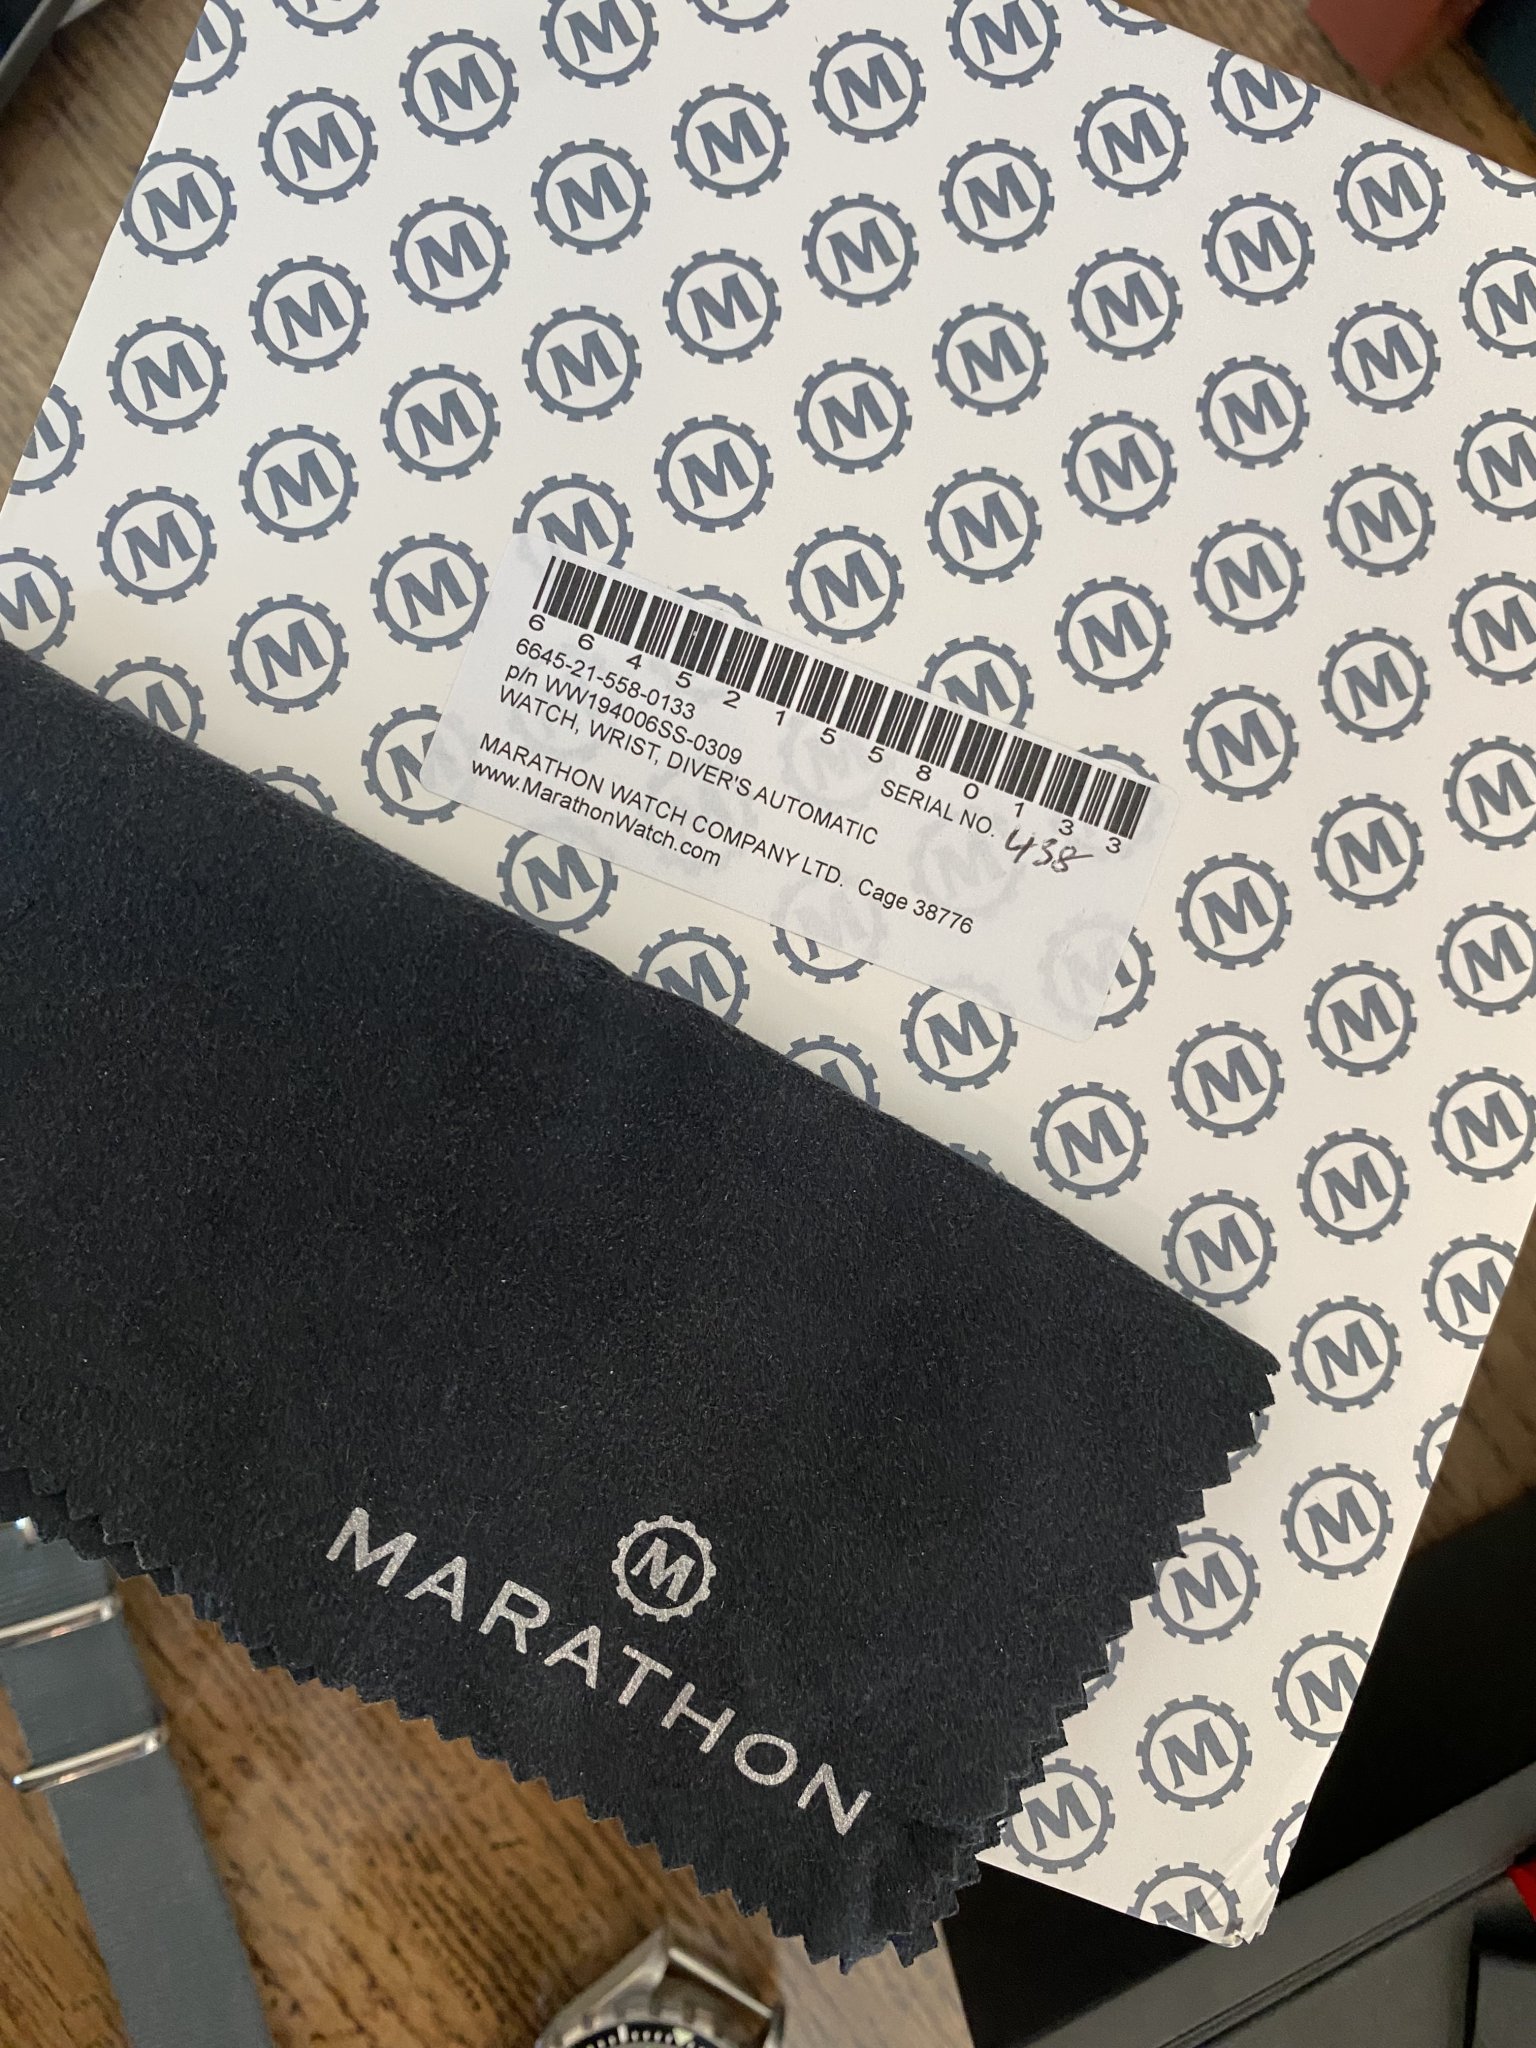 6645215580133
6645-21-558-0133
p/n WW194006SS-0309
WATCH, WRIST, DIVER'S AUTOMATIC
SERIAL NO. 438
MARATHON WATCH COMPANY LTD. Cage 38776
www.MarathonWatch.com
M
MARATHON